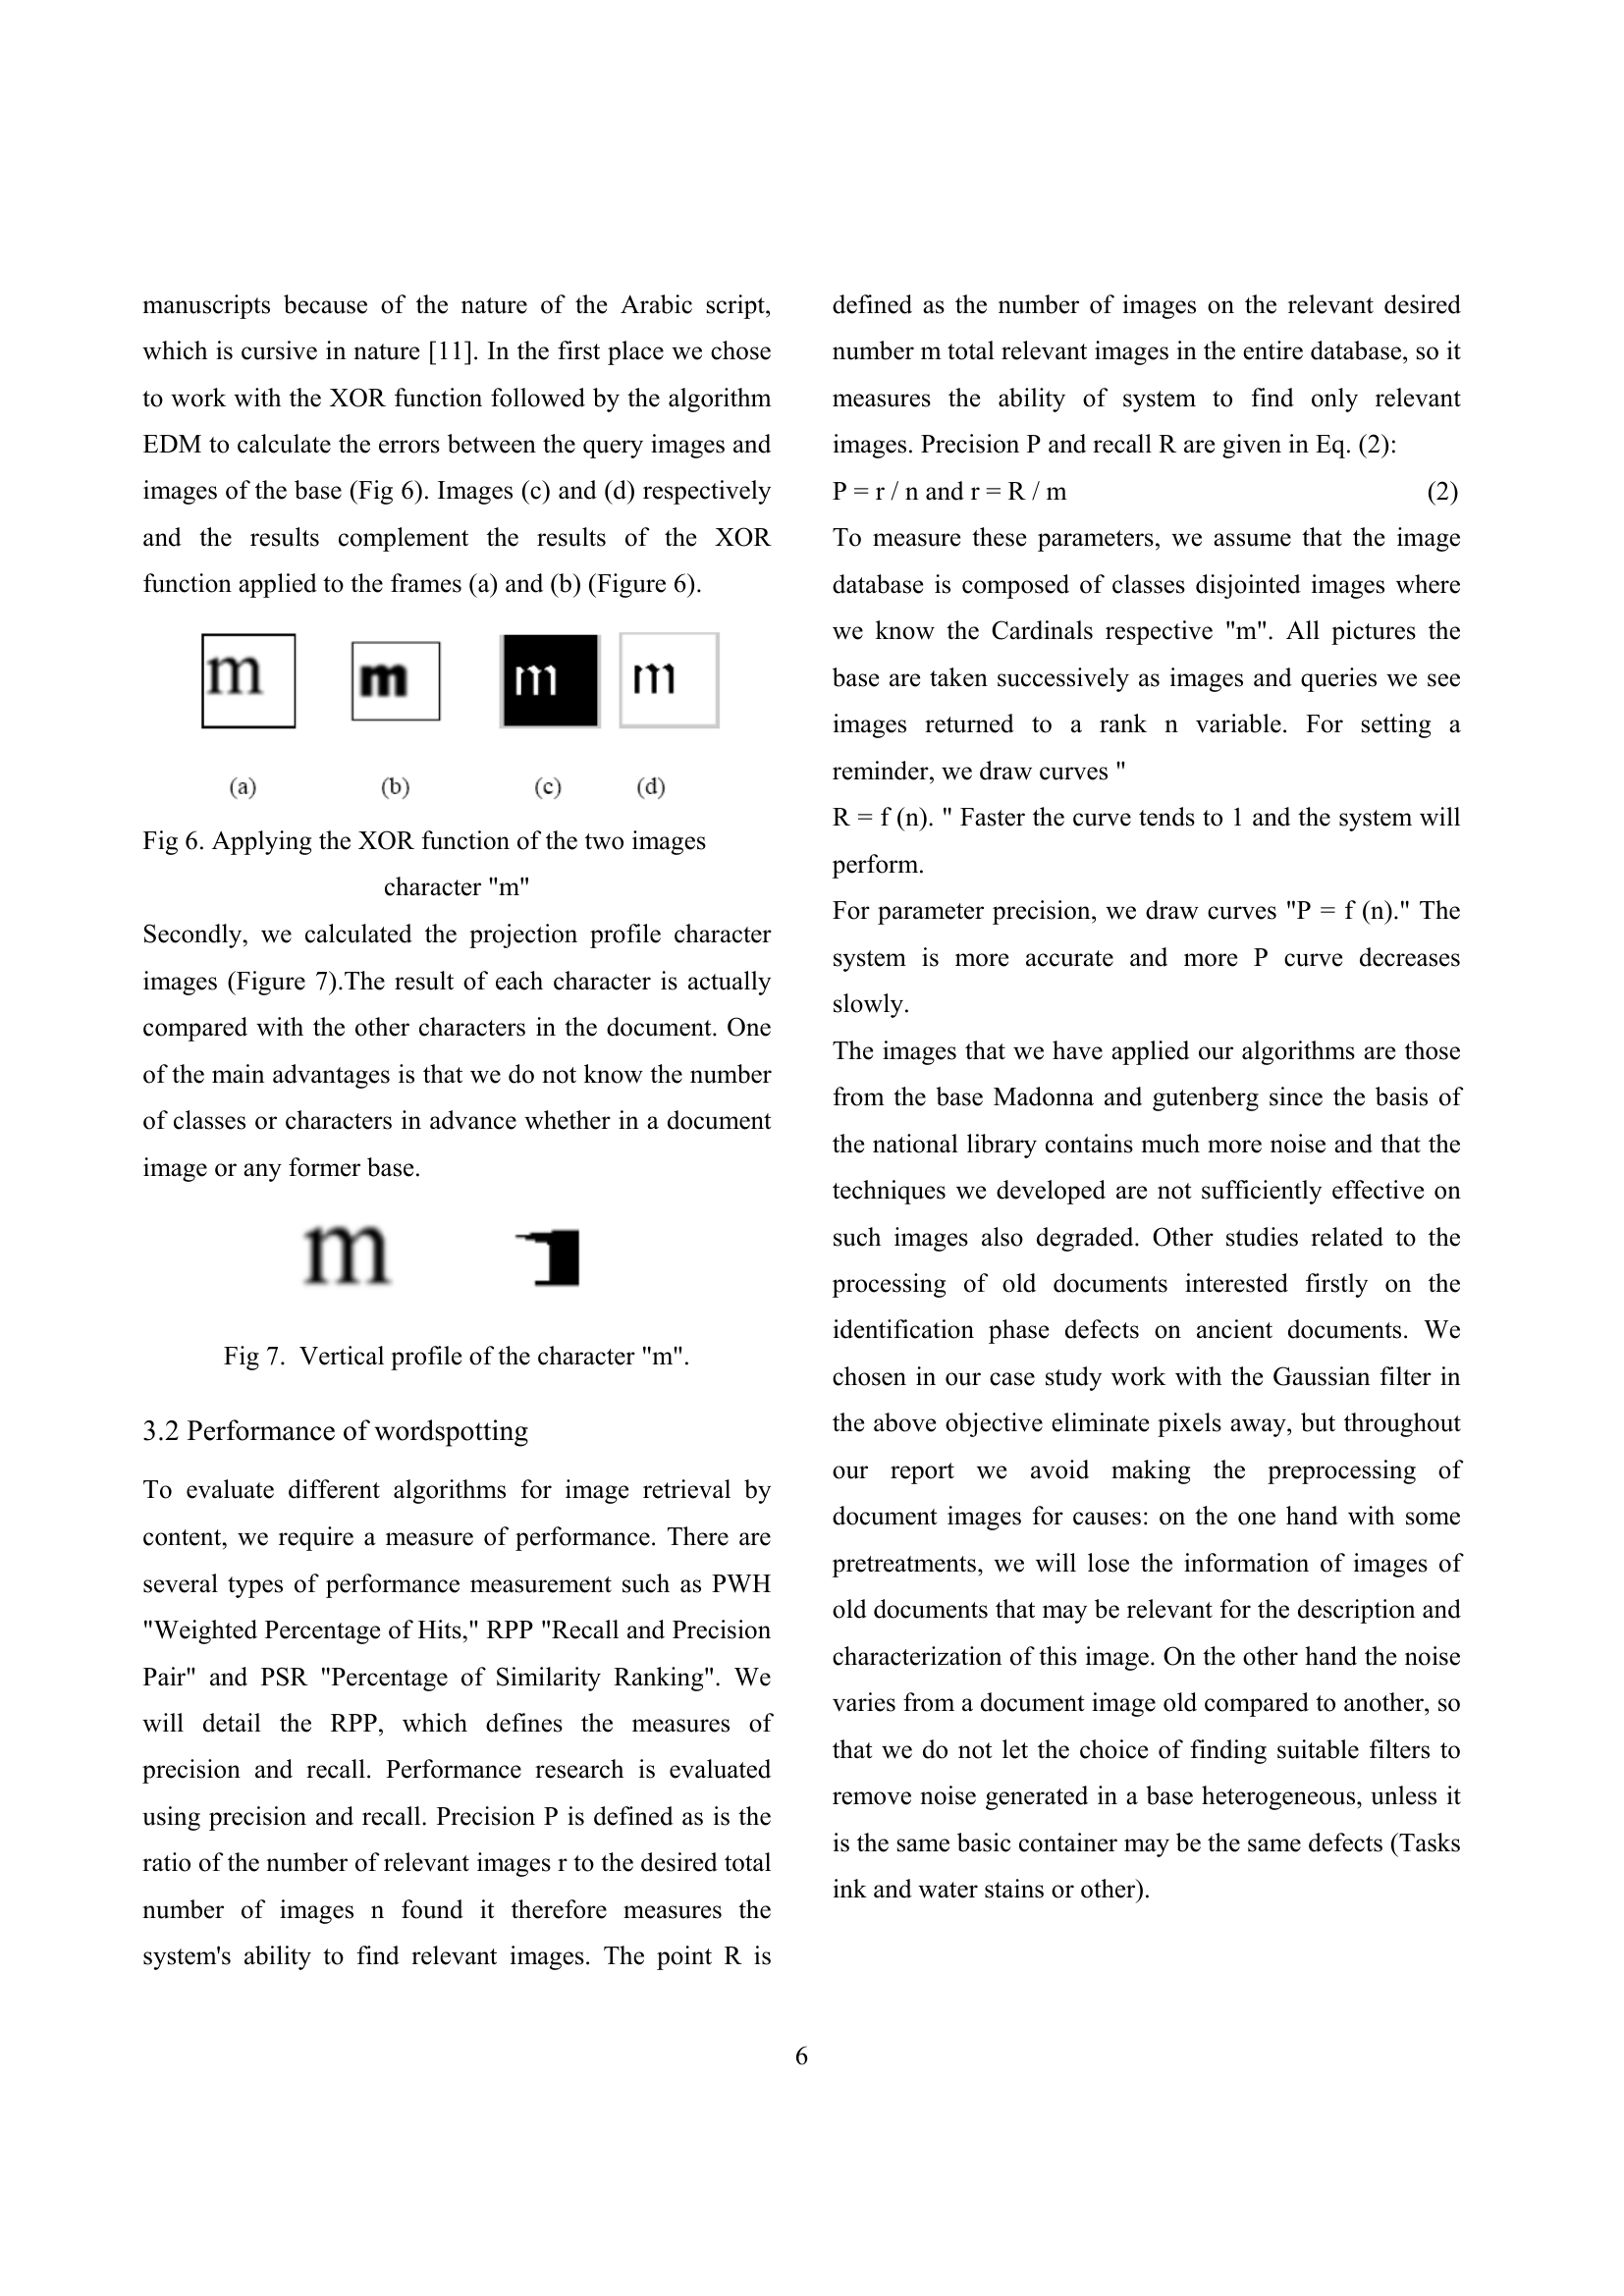 manuscripts because of the nature of the Arabic script,
which is cursive in nature [11]. In the first place we chose
to work with the XOR function followed by the algorithm
EDM to calculate the errors between the query images and
images of the base (Fig 6). Images (c) and (d) respectively
and the results complement the results of the XOR
function applied to the frames (a) and (b) (Figure 6).
m m m m
(a) (b) (c) (d)
Fig 6. Applying the XOR function of the two images
character "m"
Secondly, we calculated the projection profile character
images (Figure 7).The result of each character is actually
compared with the other characters in the document. One
of the main advantages is that we do not know the number
of classes or characters in advance whether in a document
image or any former base.
m
Fig 7.  Vertical profile of the character "m".
3.2 Performance of wordspotting
To evaluate different algorithms for image retrieval by
content, we require a measure of performance. There are
several types of performance measurement such as PWH
"Weighted Percentage of Hits," RPP "Recall and Precision
Pair" and PSR "Percentage of Similarity Ranking". We
will detail the RPP, which defines the measures of
precision and recall. Performance research is evaluated
using precision and recall. Precision P is defined as is the
ratio of the number of relevant images r to the desired total
number of images n found it therefore measures the
system's ability to find relevant images. The point R is
defined as the number of images on the relevant desired
number m total relevant images in the entire database, so it
measures the ability of system to find only relevant
images. Precision P and recall R are given in Eq. (2):
P = r / n and r = R / m (2)
To measure these parameters, we assume that the image
database is composed of classes disjointed images where
we know the Cardinals respective "m". All pictures the
base are taken successively as images and queries we see
images returned to a rank n variable. For setting a
reminder, we draw curves "
R = f (n). " Faster the curve tends to 1 and the system will
perform.
For parameter precision, we draw curves "P = f (n)." The
system is more accurate and more P curve decreases
slowly.
The images that we have applied our algorithms are those
from the base Madonna and gutenberg since the basis of
the national library contains much more noise and that the
techniques we developed are not sufficiently effective on
such images also degraded. Other studies related to the
processing of old documents interested firstly on the
identification phase defects on ancient documents. We
chosen in our case study work with the Gaussian filter in
the above objective eliminate pixels away, but throughout
our report we avoid making the preprocessing of
document images for causes: on the one hand with some
pretreatments, we will lose the information of images of
old documents that may be relevant for the description and
characterization of this image. On the other hand the noise
varies from a document image old compared to another, so
that we do not let the choice of finding suitable filters to
remove noise generated in a base heterogeneous, unless it
is the same basic container may be the same defects (Tasks
ink and water stains or other).
6